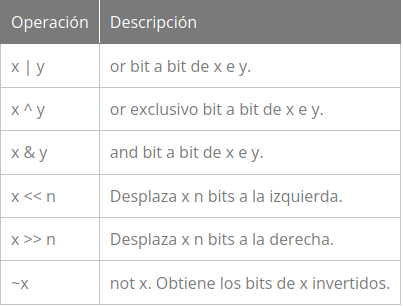 Operación Descripción
x | y or bit a bit de x e y.
x ^ y or exclusivo bit a bit de x e y.
x & y and bit a bit de x e y.
x << n Desplaza x n bits a la izquierda.
x >> n Desplaza x n bits a la derecha.
~x not x. Obtiene los bits de x invertidos.